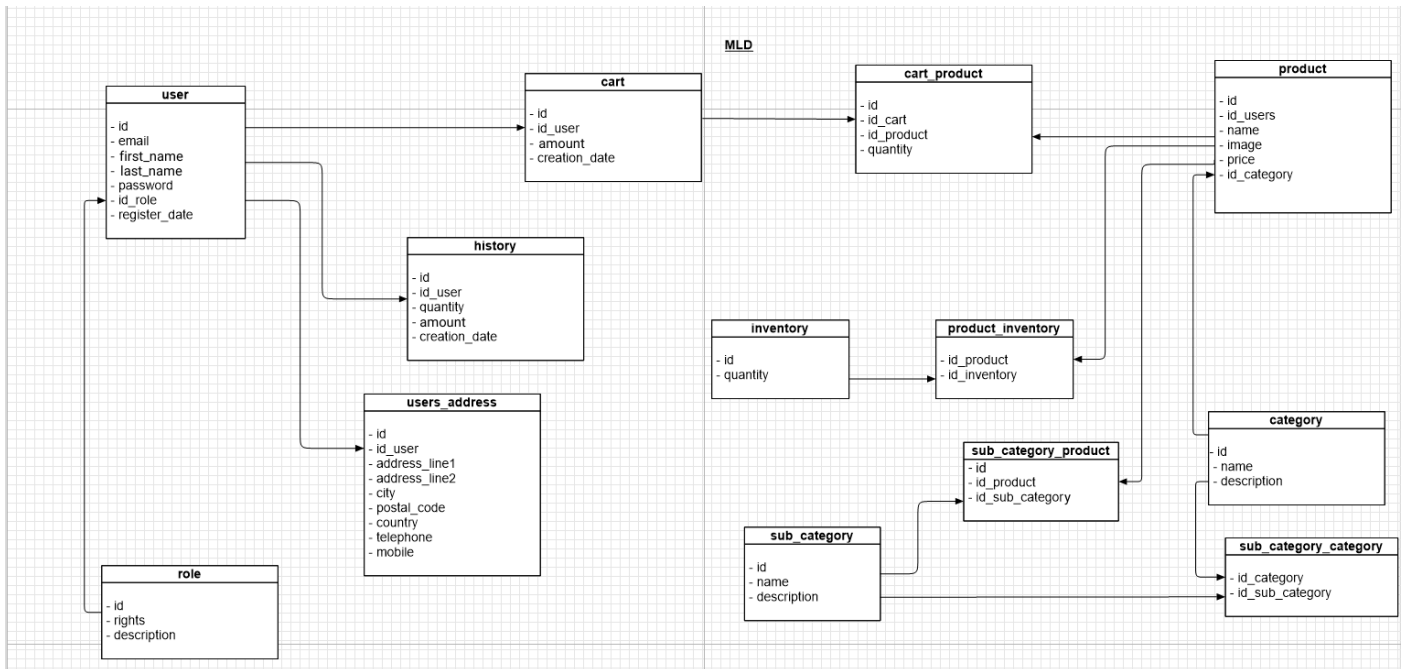 MLD
user
- id
- email
- first_name
- last_name
- password
- id_role
- register_date
cart
- id
- id_user
- amount
- creation_date
cart_product
- id
- id_cart
- id_product
- quantity
product
- id
- id_users
- name
- image
- price
- id_category
history
- id
- id_user
- quantity
- amount
- creation_date
inventory
- id
- quantity
product_inventory
- id_product
- id_inventory
users_address
- id
- id_user
- address_line1
- address_line2
- city
- postal_code
- country
- telephone
- mobile
category
- id
- name
- description
sub_category_product
- id
- id_product
- id_sub_category
sub_category
- id
- name
- description
sub_category_category
- id_category
- id_sub_category
role
- id
- rights
- description